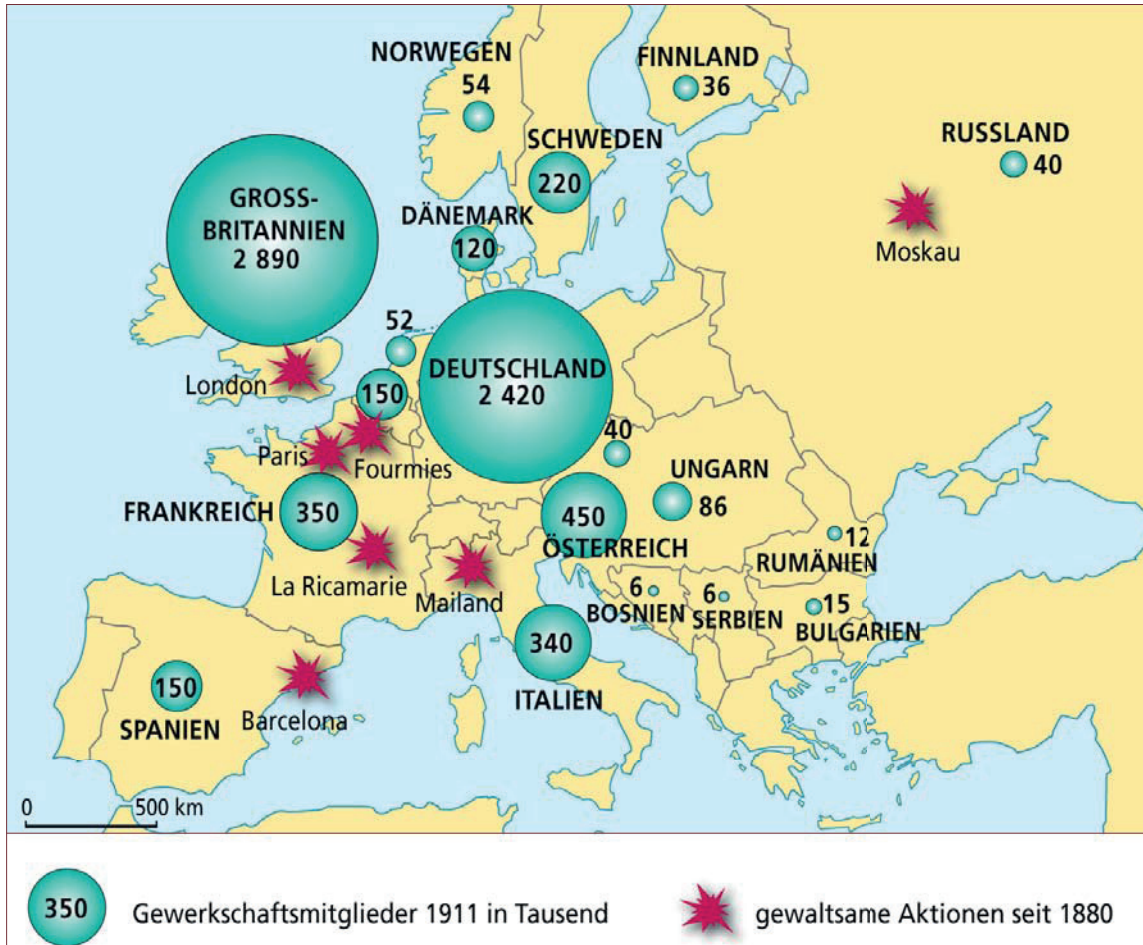 NORWEGEN
54
FINNLAND
36
SCHWEDEN
220
RUSSLAND
40
GROSS-
BRITANNIEN
2 890
DÄNEMARK
120
Moskau
52
London
150
DEUTSCHLAND
2 420
40
Paris
Fournies
UNGARN
86
FRANKREICH
350
450
ÖSTERREICH
12
RUMÄNIEN
La Ricamarie
Mailand
6
BOSNIEN
6
SERBIEN
15
BULGARIEN
340
ITALIEN
150
SPANIEN
Barcelona
0 500 km
350 Gewerkschaftsmitglieder 1911 in Tausend
gewaltsame Aktionen seit 1880